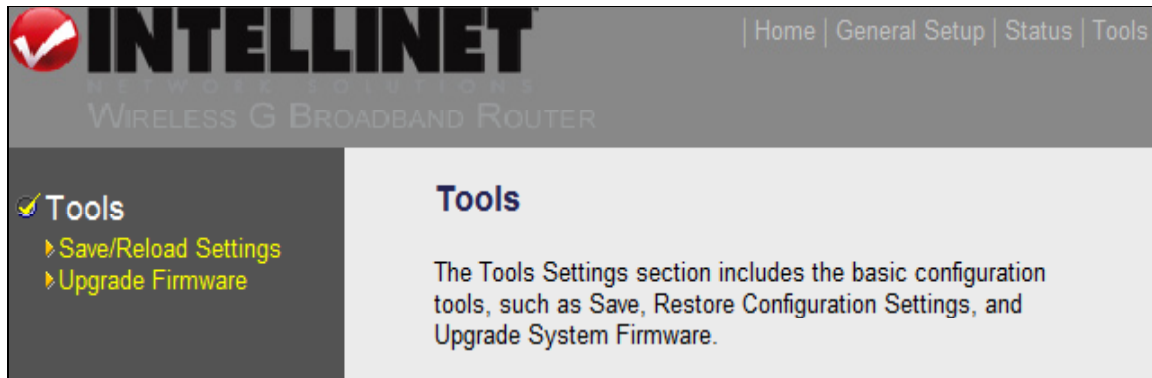 INTELLINET
NETWORK SOLUTIONS
WIRELESS G BROADBAND ROUTER
| Home | General Setup | Status | Tools
Tools
Save/Reload Settings
Upgrade Firmware
Tools
The Tools Settings section includes the basic configuration
tools, such as Save, Restore Configuration Settings, and
Upgrade System Firmware.